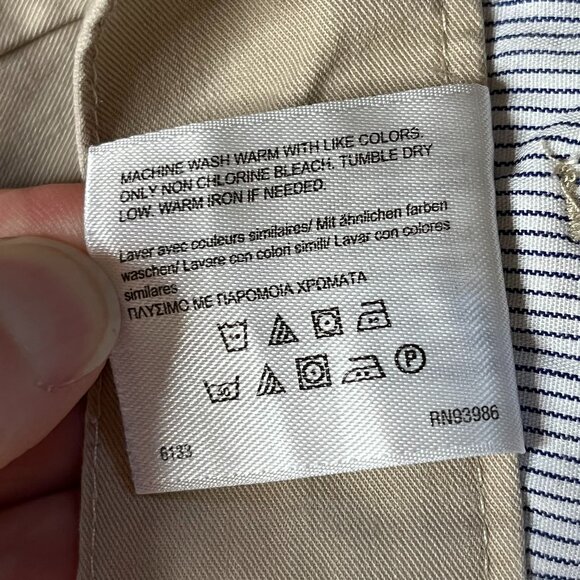 MACHINE WASH WARM WITH LIKE COLORS.
ONLY NON CHLORINE BLEACH. TUMBLE DRY
LOW. WARM IRON IF NEEDED.
Laver avec couleurs similaires/ Mit ähnlichen farben
waschen/ Lavare con colori simili/ Lavar con colores
similares
ΠΛΥΣΙΜΟ ΜΕ ΠΑΡΟΜΟΙΑ ΧΡΩΜΑΤΑ
P
6133
RN93986